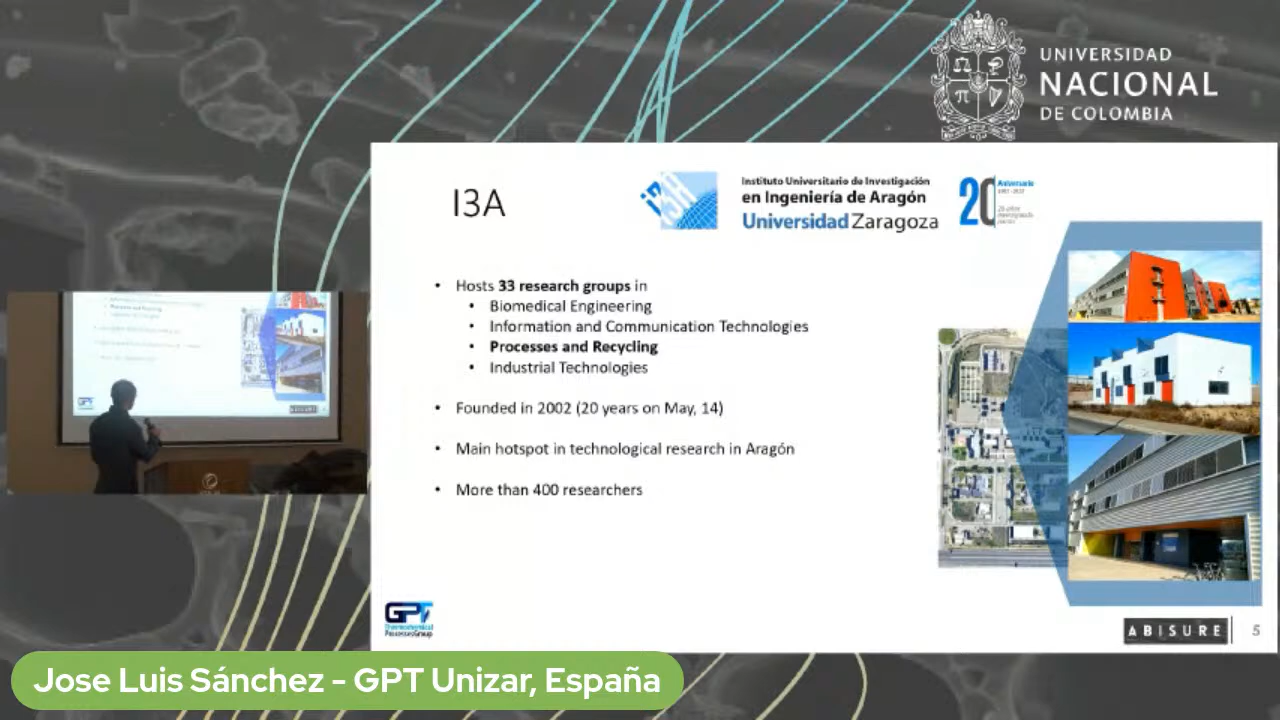 UNIVERSIDAD
NACIONAL
DE COLOMBIA
I3A
i3A
Instituto Universitario de Investigación
en Ingeniería de Aragón
Universidad Zaragoza
20
Aniversario
• Hosts 33 research groups in
• Biomedical Engineering
• Information and Communication Technologies
• Processes and Recycling
• Industrial Technologies
• Founded in 2002 (20 years on May, 14)
• Main hotspot in technological research in Aragón
• More than 400 researchers
GPT
Thermochemical
Processes Group
ABISURE
5
Jose Luis Sánchez - GPT Unizar, España